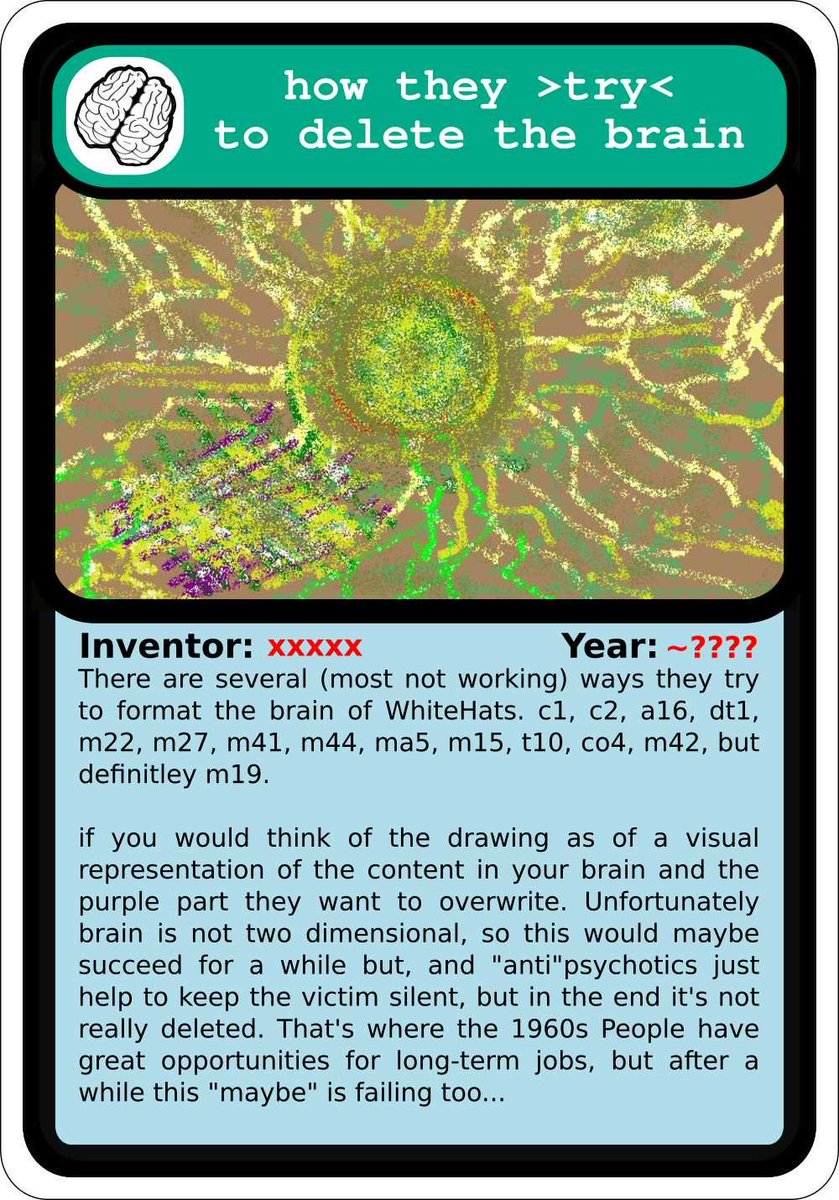 how they >try<
to delete the brain
Inventor: xxxxx Year: ~????
There are several (most not working) ways they try
to format the brain of WhiteHats. c1, c2, a16, dt1,
m22, m27, m41, m44, ma5, m15, t10, co4, m42, but
definitley m19.
if you would think of the drawing as of a visual
representation of the content in your brain and the
purple part they want to overwrite. Unfortunately
brain is not two dimensional, so this would maybe
succeed for a while but, and "anti"psychotics just
help to keep the victim silent, but in the end it's not
really deleted. That's where the 1960s People have
great opportunities for long-term jobs, but after a
while this "maybe" is failing too...